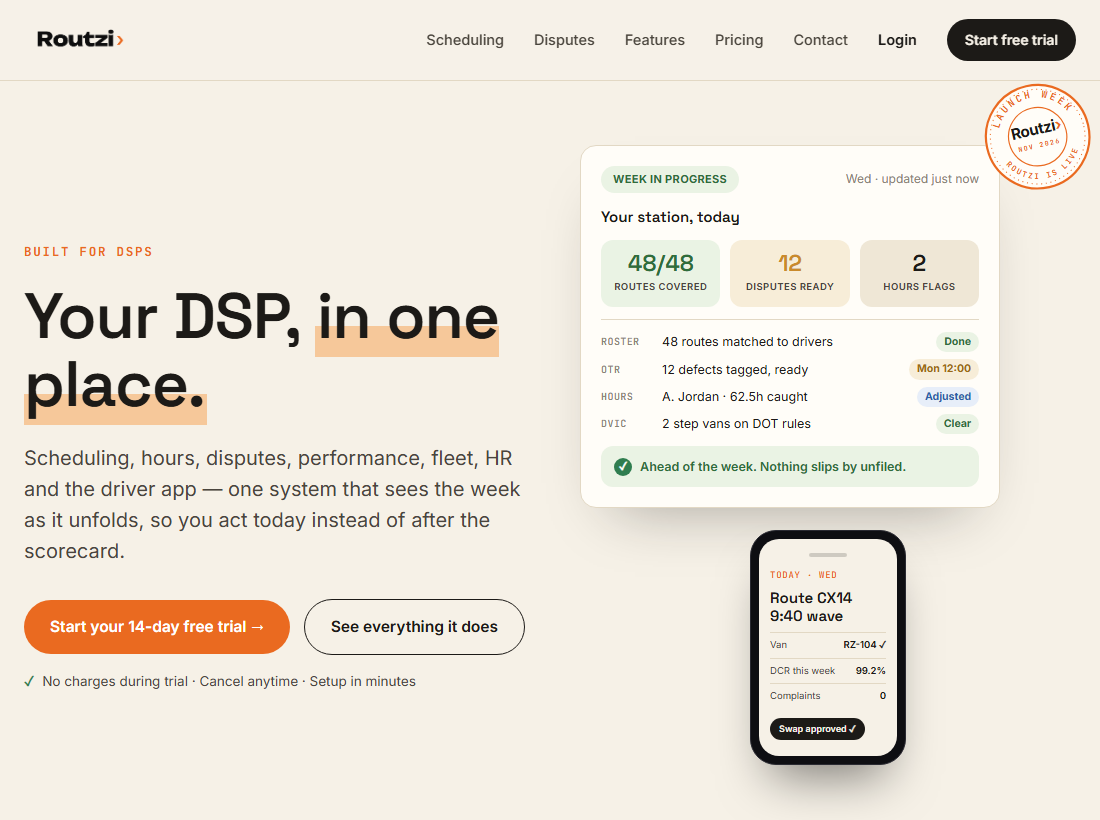 Routzi›
Scheduling Disputes Features Pricing Contact Login Start free trial
LAUNCH WEEK
Routzi›
NOV 2026
ROUTZI IS LIVE
BUILT FOR DSPS
Your DSP, in one
place.
Scheduling, hours, disputes, performance, fleet, HR
and the driver app — one system that sees the week
as it unfolds, so you act today instead of after the
scorecard.
Start your 14-day free trial →
See everything it does
✓ No charges during trial · Cancel anytime · Setup in minutes
WEEK IN PROGRESS
Wed · updated just now
Your station, today
48/48 12 2
ROUTES COVERED DISPUTES READY HOURS FLAGS
ROSTER 48 routes matched to drivers Done
OTR 12 defects tagged, ready Mon 12:00
HOURS A. Jordan · 62.5h caught Adjusted
DVIC 2 step vans on DOT rules Clear
✓ Ahead of the week. Nothing slips by unfiled.
TODAY · WED
Route CX14
9:40 wave
Van RZ-104 ✓
DCR this week 99.2%
Complaints 0
Swap approved ✓